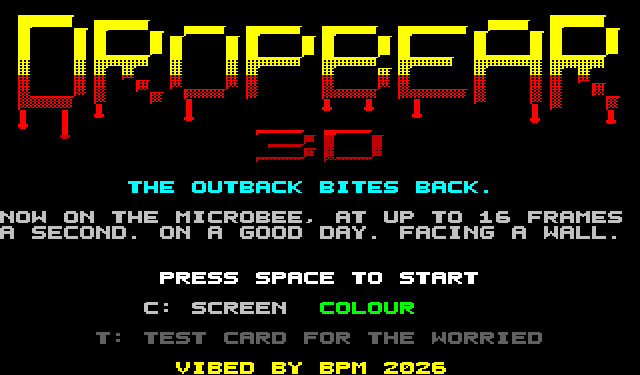 DROPBEAR
3D
THE OUTBACK BITES BACK.
NOW ON THE MICROBEE, AT UP TO 16 FRAMES
A SECOND. ON A GOOD DAY. FACING A WALL.
PRESS SPACE TO START
C: SCREEN COLOUR
T: TEST CARD FOR THE WORRIED
VIBED BY BPM 2026